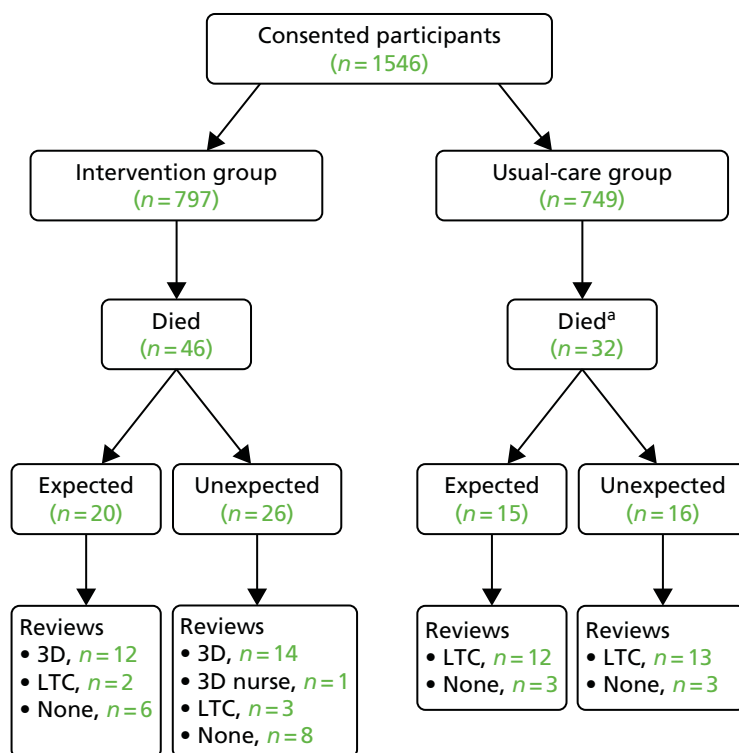 Consented participants
(n=1546)
Intervention group
(n=797)
Usual-care group
(n=749)
Died
(n=46)
Diedᵃ
(n=32)
Expected
(n=20)
Unexpected
(n=26)
Expected
(n=15)
Unexpected
(n=16)
Reviews
• 3D, n=12
• LTC, n=2
• None, n=6
Reviews
• 3D, n=14
• 3D nurse, n=1
• LTC, n=3
• None, n=8
Reviews
• LTC, n=12
• None, n=3
Reviews
• LTC, n=13
• None, n=3